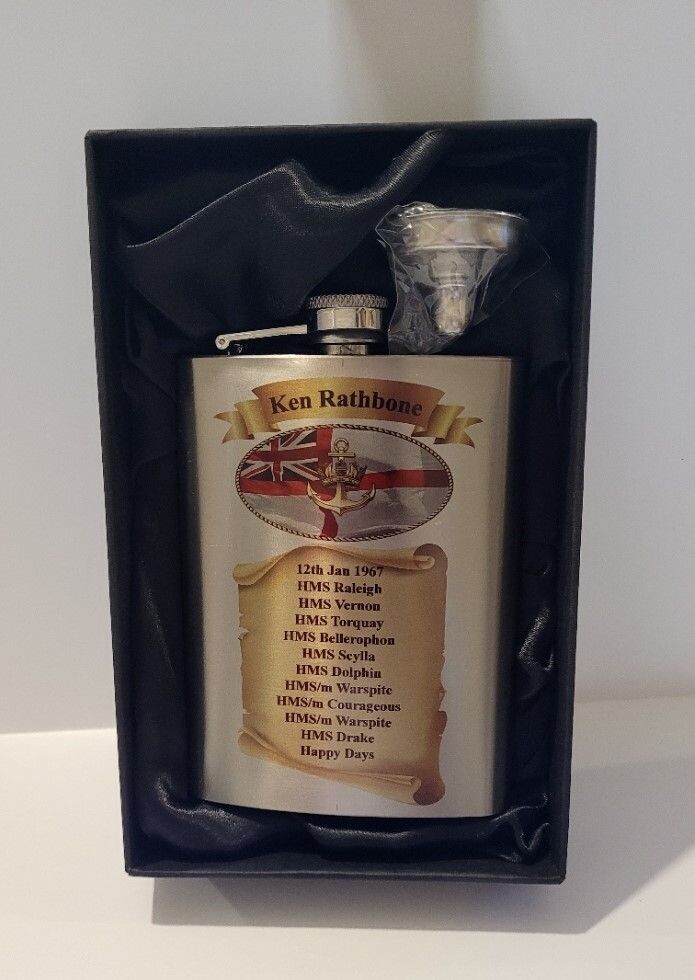 Ken Rathbone
12th Jan 1967
HMS Raleigh
HMS Vernon
HMS Torquay
HMS Bellerophon
HMS Scylla
HMS Dolphin
HMS/m Warspite
HMS/m Courageous
HMS/m Warspite
HMS Drake
Happy Days